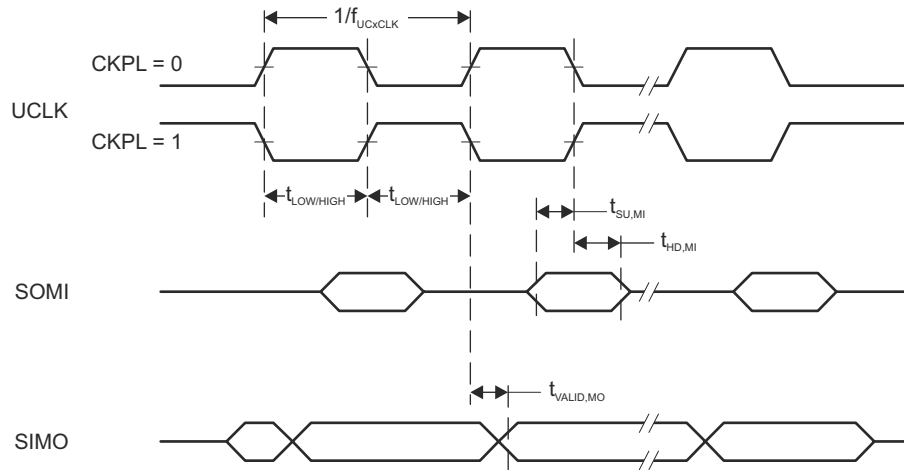 1/fUCxCLK
CKPL = 0
UCLK
CKPL = 1
tLOW/HIGH tLOW/HIGH
tSU,MI
tHD,MI
SOMI
tVALID,MO
SIMO